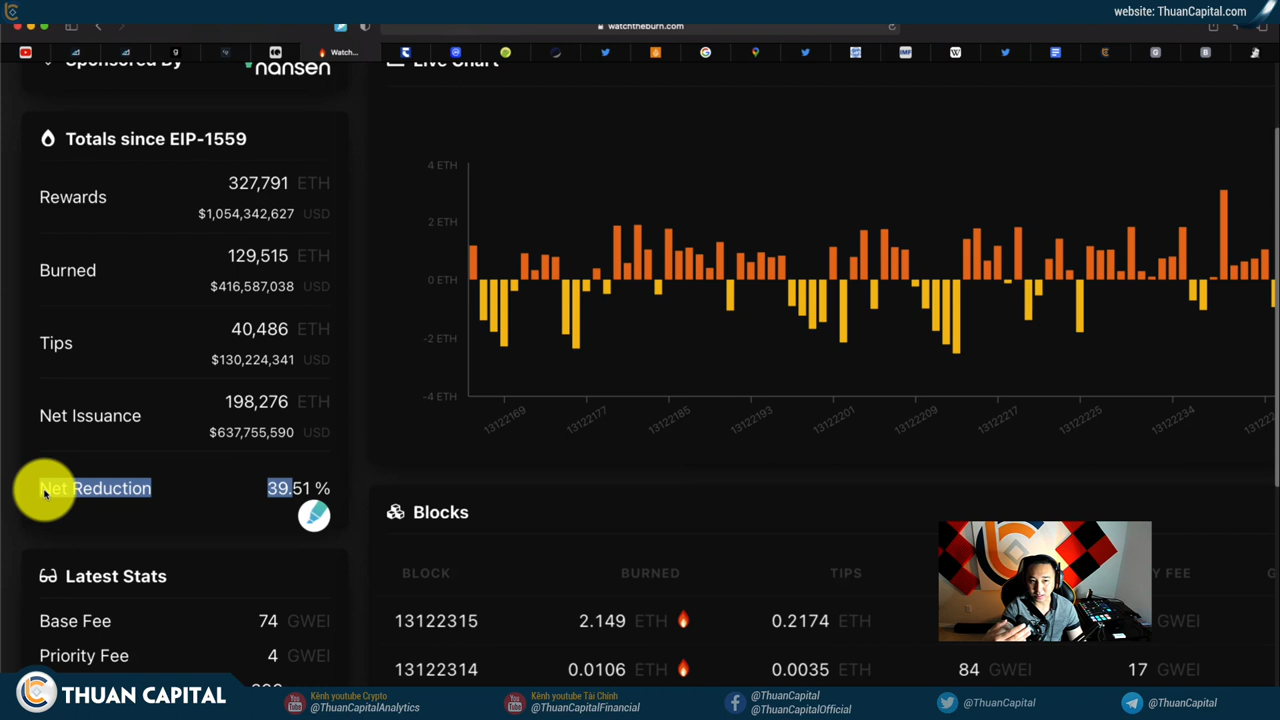 website: ThuanCapital.com
watchtheburn.com
Watch...
Sponsored By
nansen
Live Chart
Totals since EIP-1559
Rewards
327,791 ETH
$1,054,342,627 USD
Burned
129,515 ETH
$416,587,038 USD
Tips
40,486 ETH
$130,224,341 USD
Net Issuance
198,276 ETH
$637,755,590 USD
Net Reduction
39.51 %
4 ETH
2 ETH
0 ETH
-2 ETH
-4 ETH
13122169
13122177
13122185
13122193
13122201
13122209
13122217
13122225
13122234
Blocks
BLOCK BURNED TIPS Y FEE
13122315 2.149 ETH 0.2174 ETH
13122314 0.0106 ETH 0.0035 ETH 84 GWEI 17 GWEI
Latest Stats
Base Fee 74 GWEI
Priority Fee 4 GWEI
THUAN CAPITAL
Kênh youtube Crypto
@ThuanCapitalAnalytics
Kênh youtube Tài Chính
@ThuanCapitalFinancial
@ThuanCapital
@ThuanCapitalOfficial
@ThuanCapital
@ThuanCapital